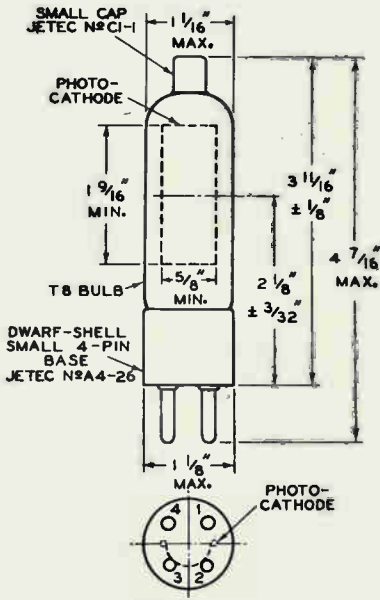 SMALL CAP
JETEC Nº C1-1
1 1/16"
MAX.
PHOTO-
CATHODE
1 9/16"
MIN.
3 11/16"
± 1/8"
4 7/16"
MAX.
5/8"
MIN.
2 1/8"
± 3/32"
T8 BULB
DWARF-SHELL
SMALL 4-PIN
BASE
JETEC Nº A4-26
1 1/8"
MAX.
PHOTO-
CATHODE
4 1
3 2